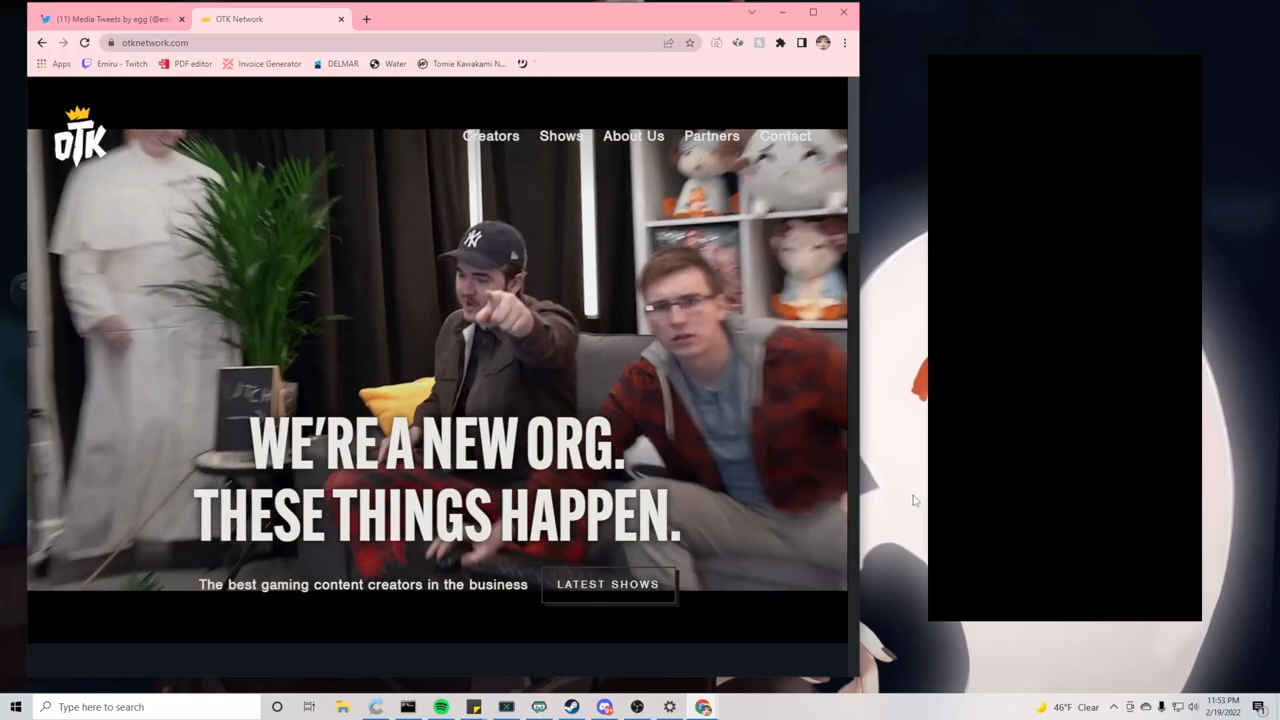 (11) Media Tweets by egg (@em
OTK Network
otknetwork.com
Apps
Emiru - Twitch
PDF editor
Invoice Generator
DELMAR
Water
Tomie Kawakami N...
OTK
Creators
Shows
About Us
Partners
Contact
WE'RE A NEW ORG.
THESE THINGS HAPPEN.
The best gaming content creators in the business
LATEST SHOWS
Type here to search
46°F Clear
11:53 PM
2/19/2022